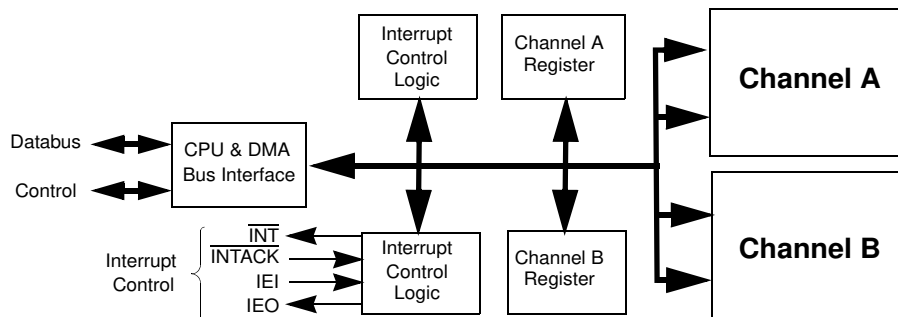 Interrupt
Control
Logic
Channel A
Register
Channel A
Databus
Control
CPU & DMA
Bus Interface
Interrupt
Control
INT
INTACK
IEI
IEO
Interrupt
Control
Logic
Channel B
Register
Channel B